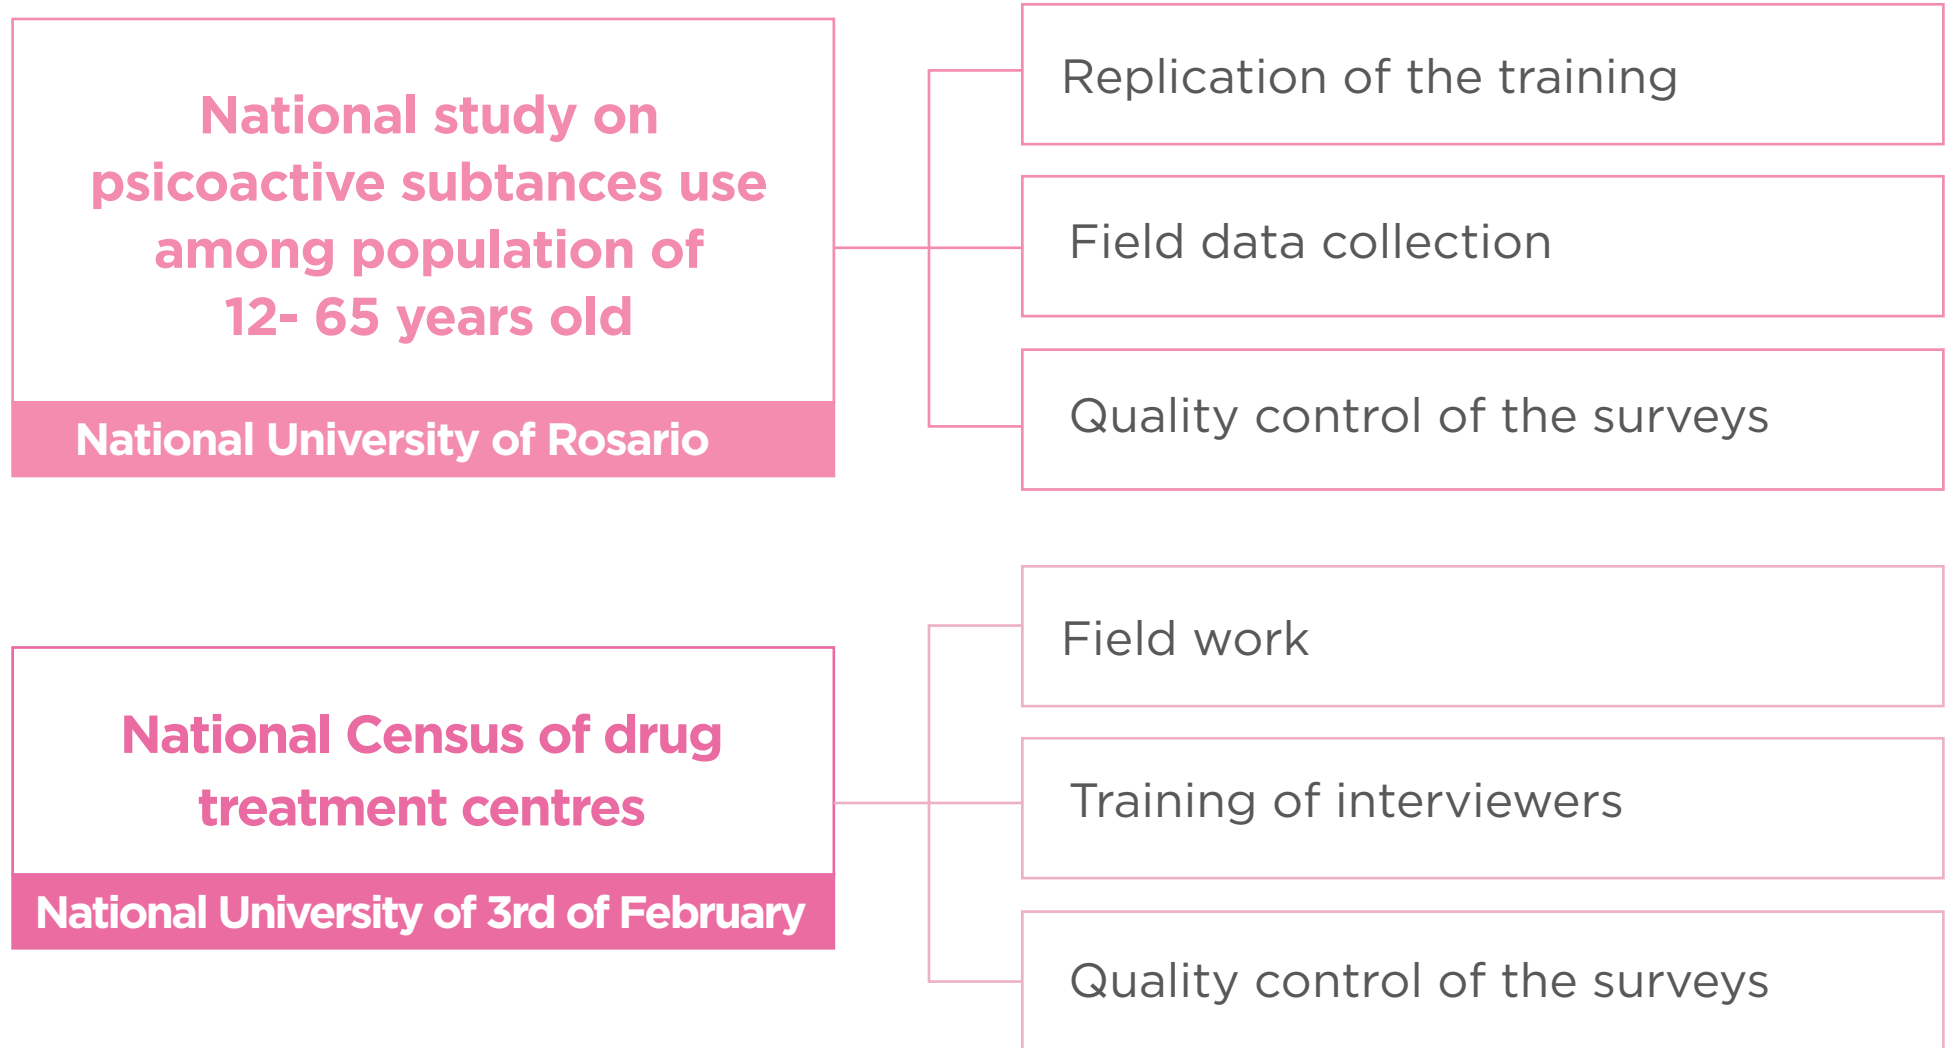 National study on
psicoactive subtances use
among population of
12- 65 years old
National University of Rosario
Replication of the training
Field data collection
Quality control of the surveys
National Census of drug
treatment centres
National University of 3rd of February
Field work
Training of interviewers
Quality control of the surveys